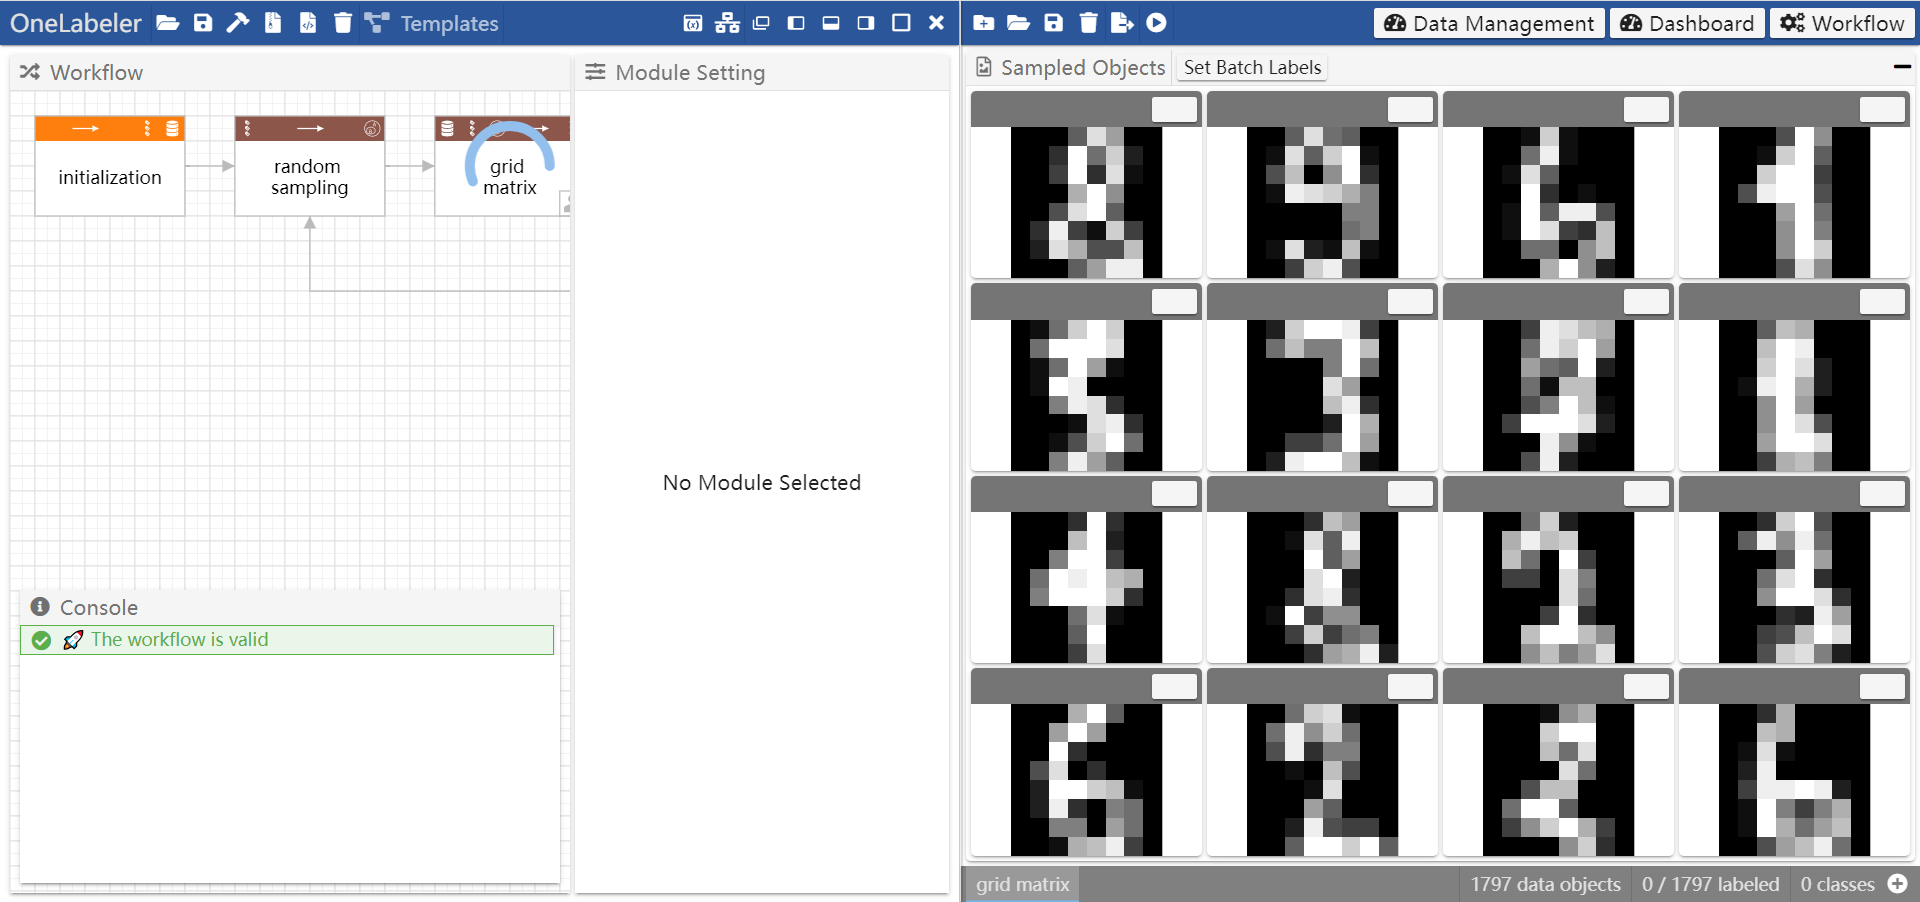 OneLabeler
Templates
Data Management
Dashboard
Workflow
Workflow
Module Setting
Sampled Objects
Set Batch Labels
initialization
random
sampling
grid
matrix
No Module Selected
Console
🚀 The workflow is valid
grid matrix
1797 data objects
0 / 1797 labeled
0 classes